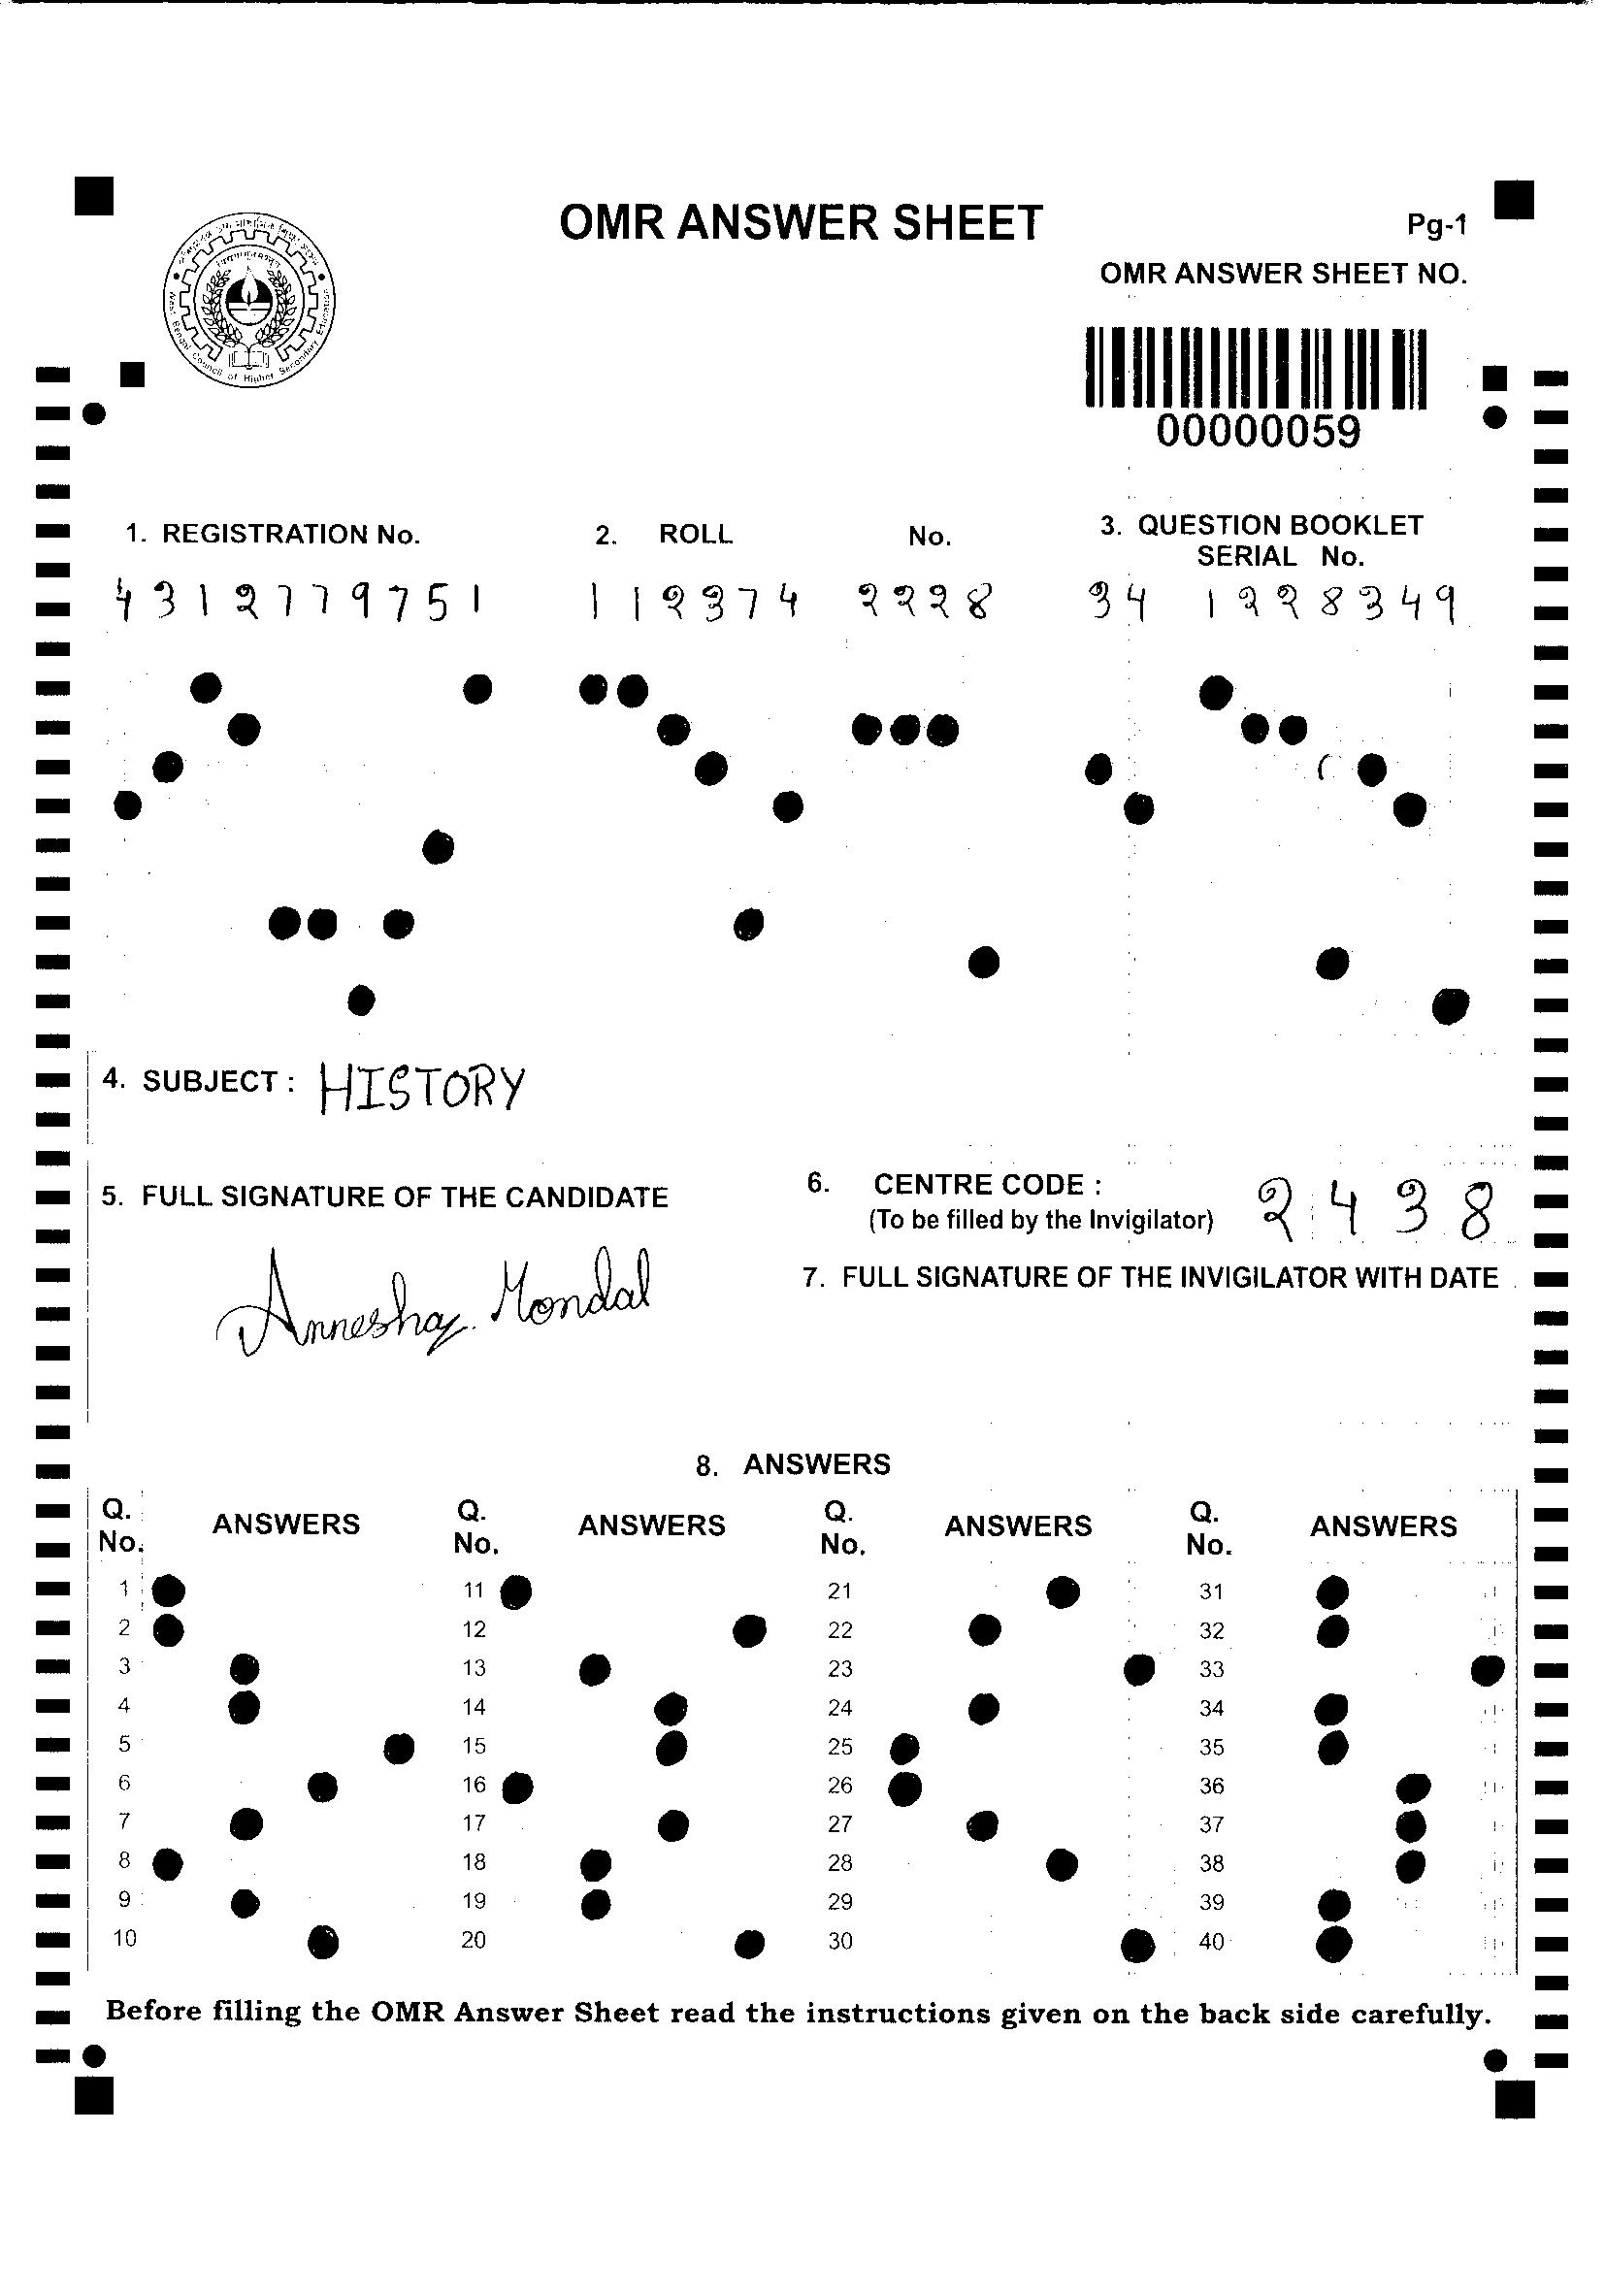 OMR ANSWER SHEET
Pg-1
OMR ANSWER SHEET NO.
West Bengal Council of Higher Secondary Education
00000059
1. REGISTRATION No. 2. ROLL No. 3. QUESTION BOOKLET
SERIAL No.
4312779751 112374 2228 34 1228349
4. SUBJECT : HISTORY
5. FULL SIGNATURE OF THE CANDIDATE
6. CENTRE CODE : 2438
(To be filled by the Invigilator)
Annesha Mondal
7. FULL SIGNATURE OF THE INVIGILATOR WITH DATE
8. ANSWERS
Q. No. ANSWERS Q. No. ANSWERS Q. No. ANSWERS Q. No. ANSWERS
1 11 21 31
2 12 22 32
3 13 23 33
4 14 24 34
5 15 25 35
6 16 26 36
7 17 27 37
8 18 28 38
9 19 29 39
10 20 30 40
Before filling the OMR Answer Sheet read the instructions given on the back side carefully.